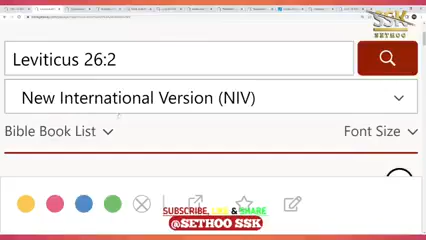 SSK
SETHOO
Leviticus 26:2
New International Version (NIV)
Bible Book List
Font Size
SUBSCRIBE, LIKE & SHARE
@SETHOO SSK